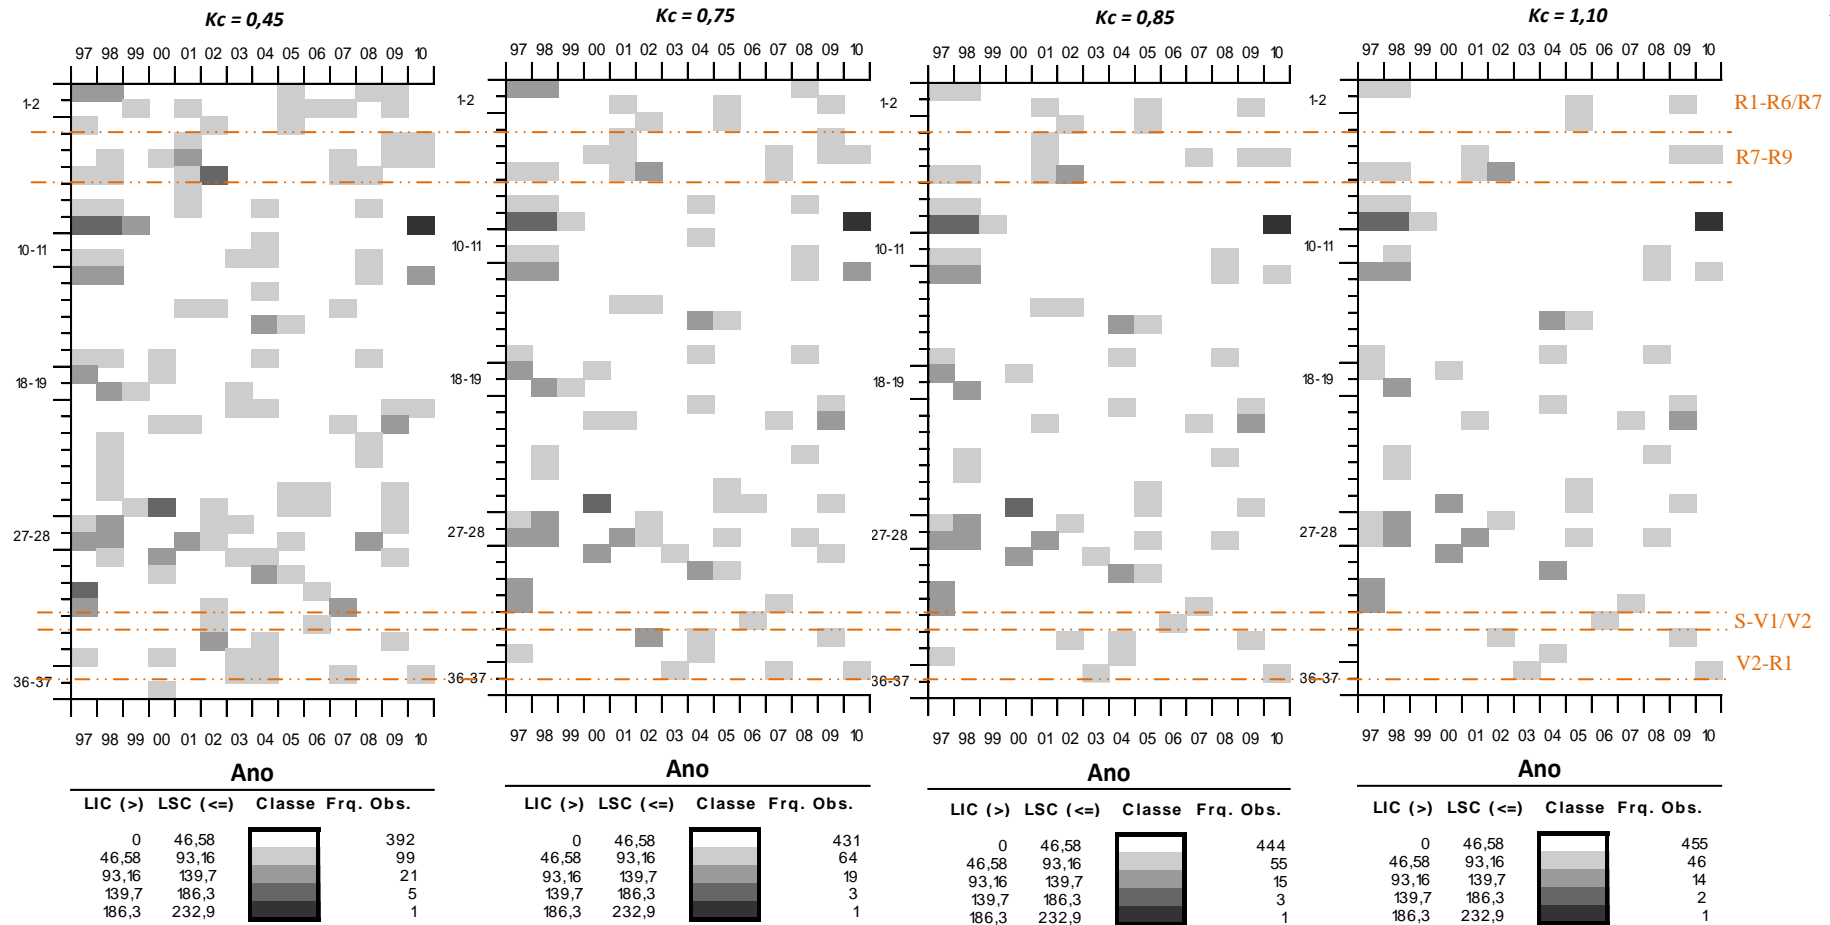 Kc = 0,45
97 98 99 00 01 02 03 04 05 06 07 08 09 10
1-2
10-11
18-19
27-28
36-37
97 98 99 00 01 02 03 04 05 06 07 08 09 10
Ano
LIC (>) LSC (<=) Classe Frq. Obs.
0 46,58 392
46,58 93,16 99
93,16 139,7 21
139,7 186,3 5
186,3 232,9 1
Kc = 0,75
97 98 99 00 01 02 03 04 05 06 07 08 09 10
1-2
10-11
18-19
27-28
36-37
97 98 99 00 01 02 03 04 05 06 07 08 09 10
Ano
LIC (>) LSC (<=) Classe Frq. Obs.
0 46,58 431
46,58 93,16 64
93,16 139,7 19
139,7 186,3 3
186,3 232,9 1
Kc = 0,85
97 98 99 00 01 02 03 04 05 06 07 08 09 10
1-2
10-11
18-19
27-28
36-37
97 98 99 00 01 02 03 04 05 06 07 08 09 10
Ano
LIC (>) LSC (<=) Classe Frq. Obs.
0 46,58 444
46,58 93,16 55
93,16 139,7 15
139,7 186,3 3
186,3 232,9 1
Kc = 1,10
97 98 99 00 01 02 03 04 05 06 07 08 09 10
1-2
10-11
18-19
27-28
36-37
97 98 99 00 01 02 03 04 05 06 07 08 09 10
Ano
LIC (>) LSC (<=) Classe Frq. Obs.
0 46,58 455
46,58 93,16 46
93,16 139,7 14
139,7 186,3 2
186,3 232,9 1
R1-R6/R7
R7-R9
S-V1/V2
V2-R1